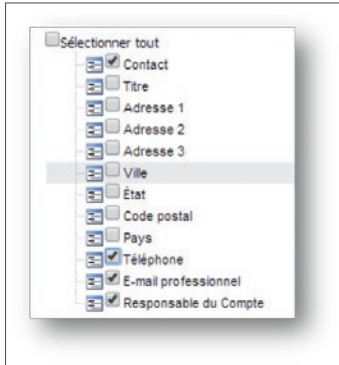 Sélectionner tout
Contact
Titre
Adresse 1
Adresse 2
Adresse 3
Ville
État
Code postal
Pays
Téléphone
E-mail professionnel
Responsable du Compte